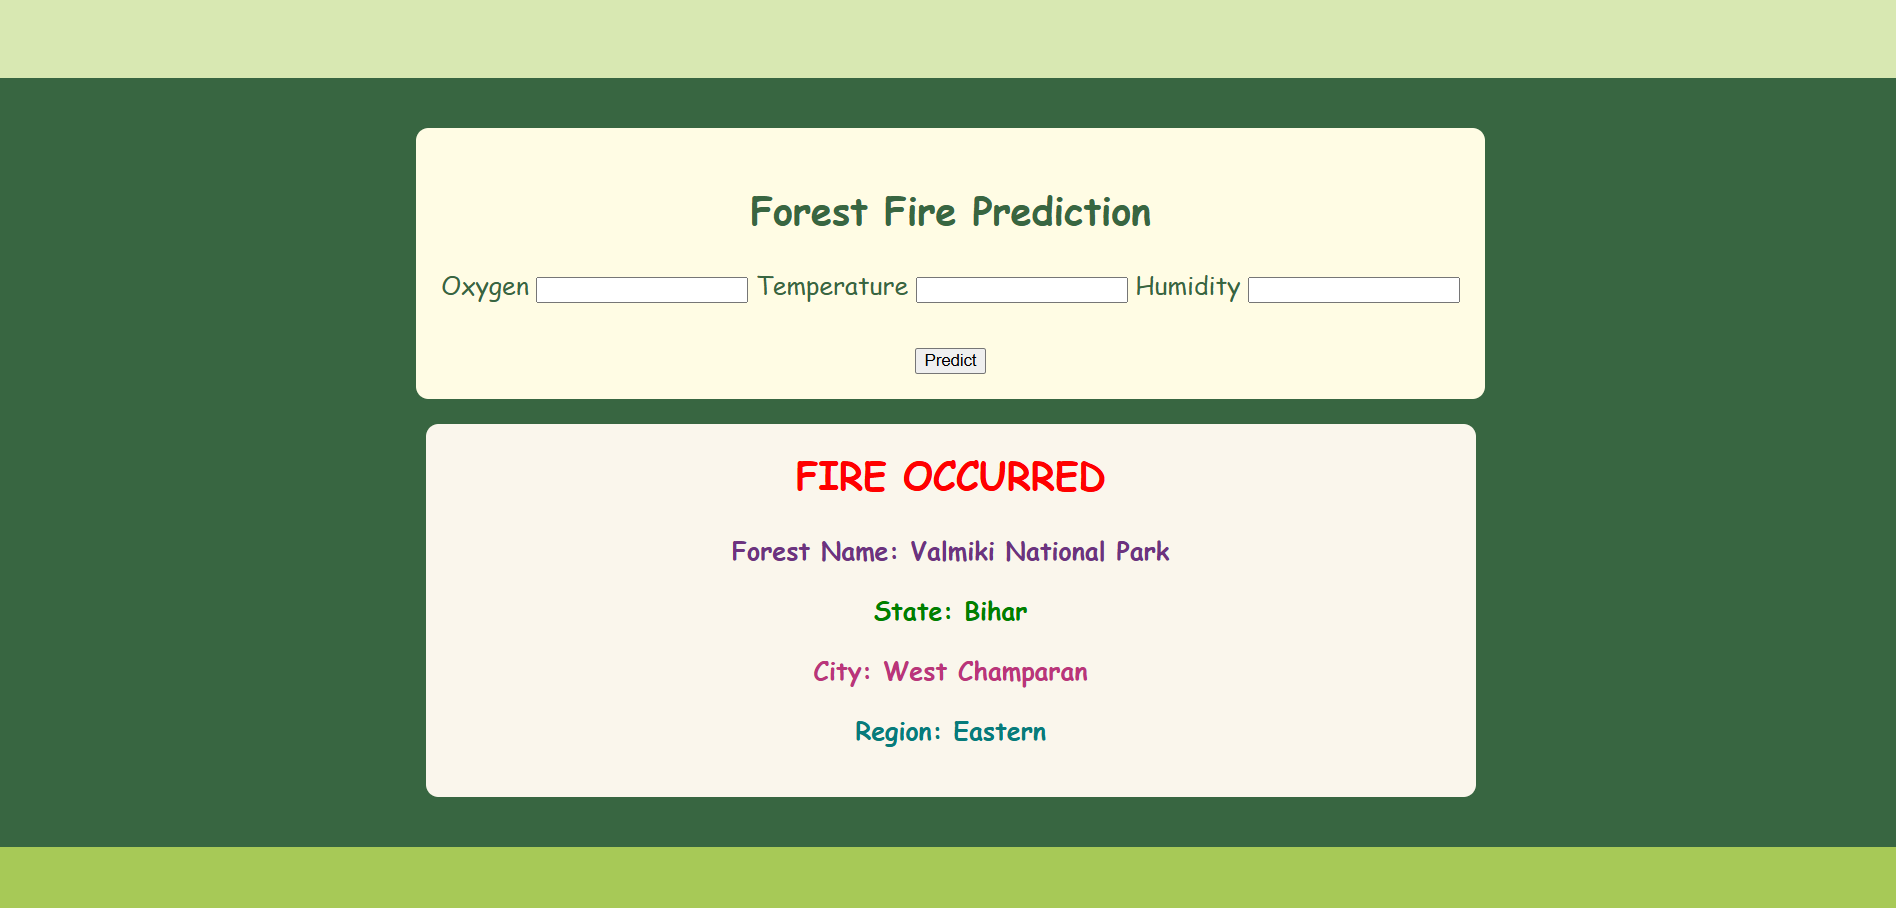 Forest Fire Prediction
Oxygen Temperature Humidity
Predict
FIRE OCCURRED
Forest Name: Valmiki National Park
State: Bihar
City: West Champaran
Region: Eastern